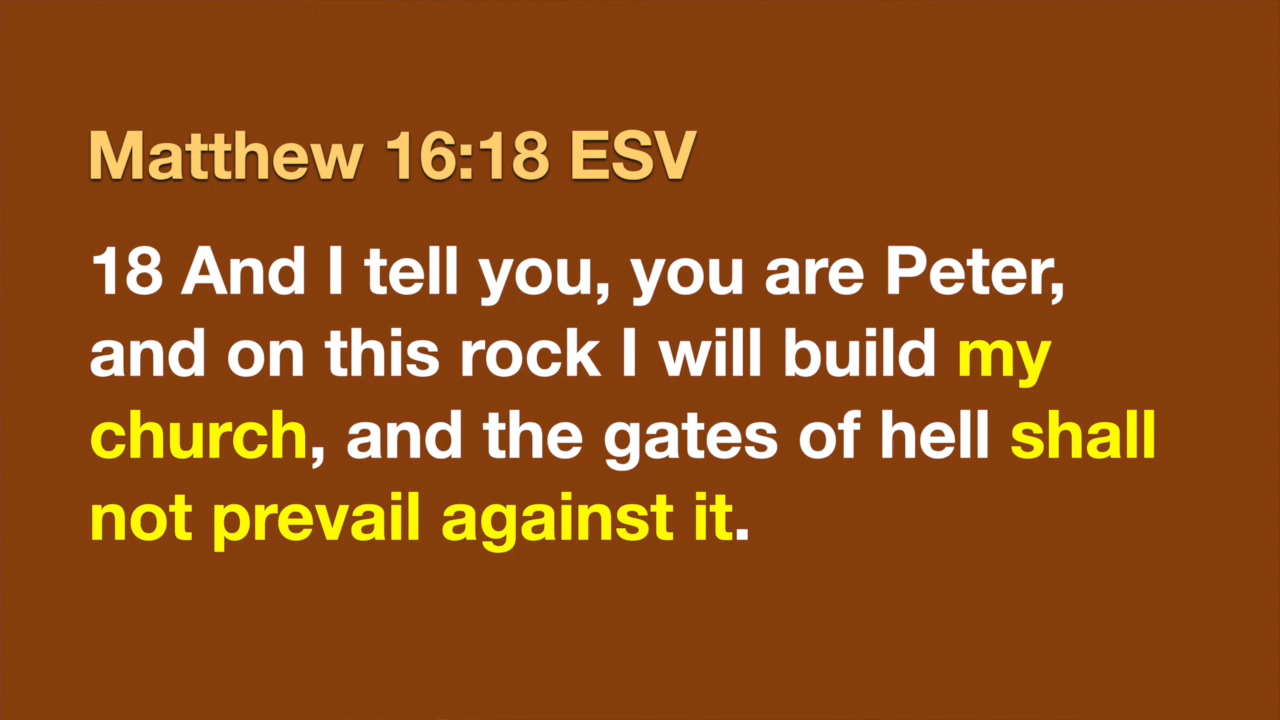 Matthew 16:18 ESV
18 And I tell you, you are Peter,
and on this rock I will build my
church, and the gates of hell shall
not prevail against it.